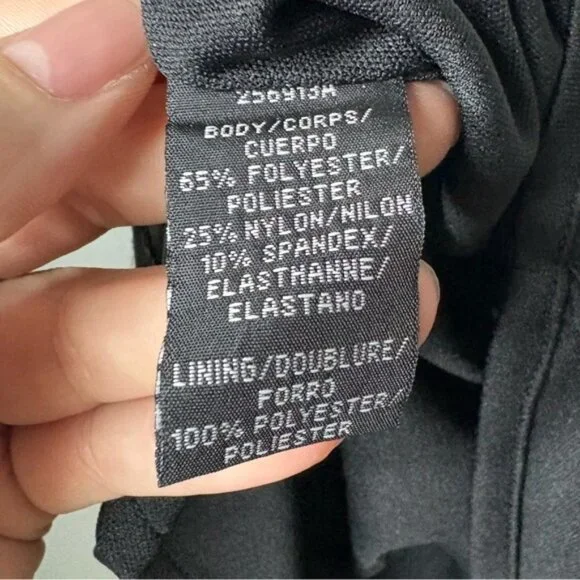 256913A
BODY/CORPS/
CUERPO
65% POLYESTER/
POLIESTER
25% NYLON/NILON
10% SPANDEX/
ELASTHANNE/
ELASTANO
LINING/DOUBLURE/
FORRO
100% POLYESTER/
POLIESTER